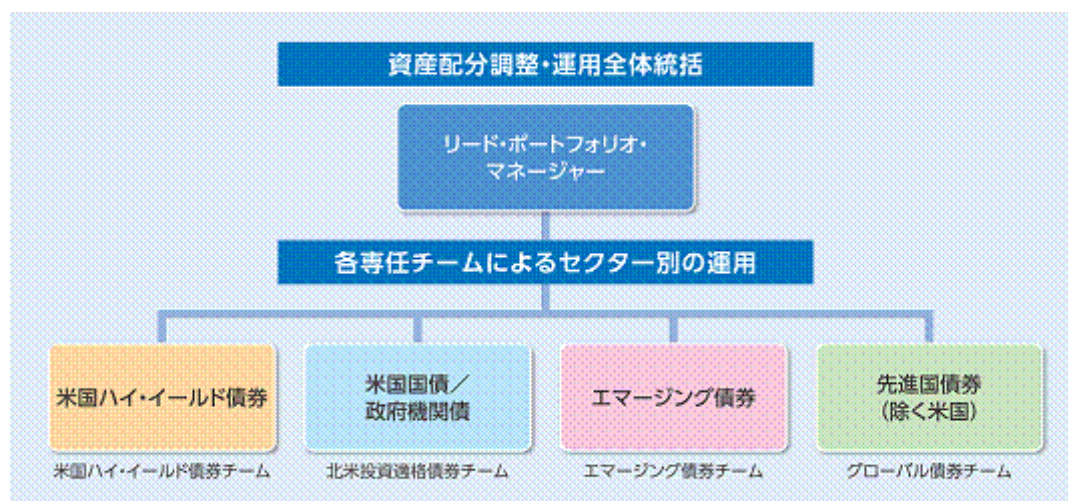 資産配分調整・運用全体統括
リード・ポートフォリオ・
マネージャー
各専任チームによるセクター別の運用
米国ハイ・イールド債券
米国国債／
政府機関債
エマージング債券
先進国債券
(除く米国)
米国ハイ・イールド債券チーム
北米投資適格債券チーム
エマージング債券チーム
グローバル債券チーム